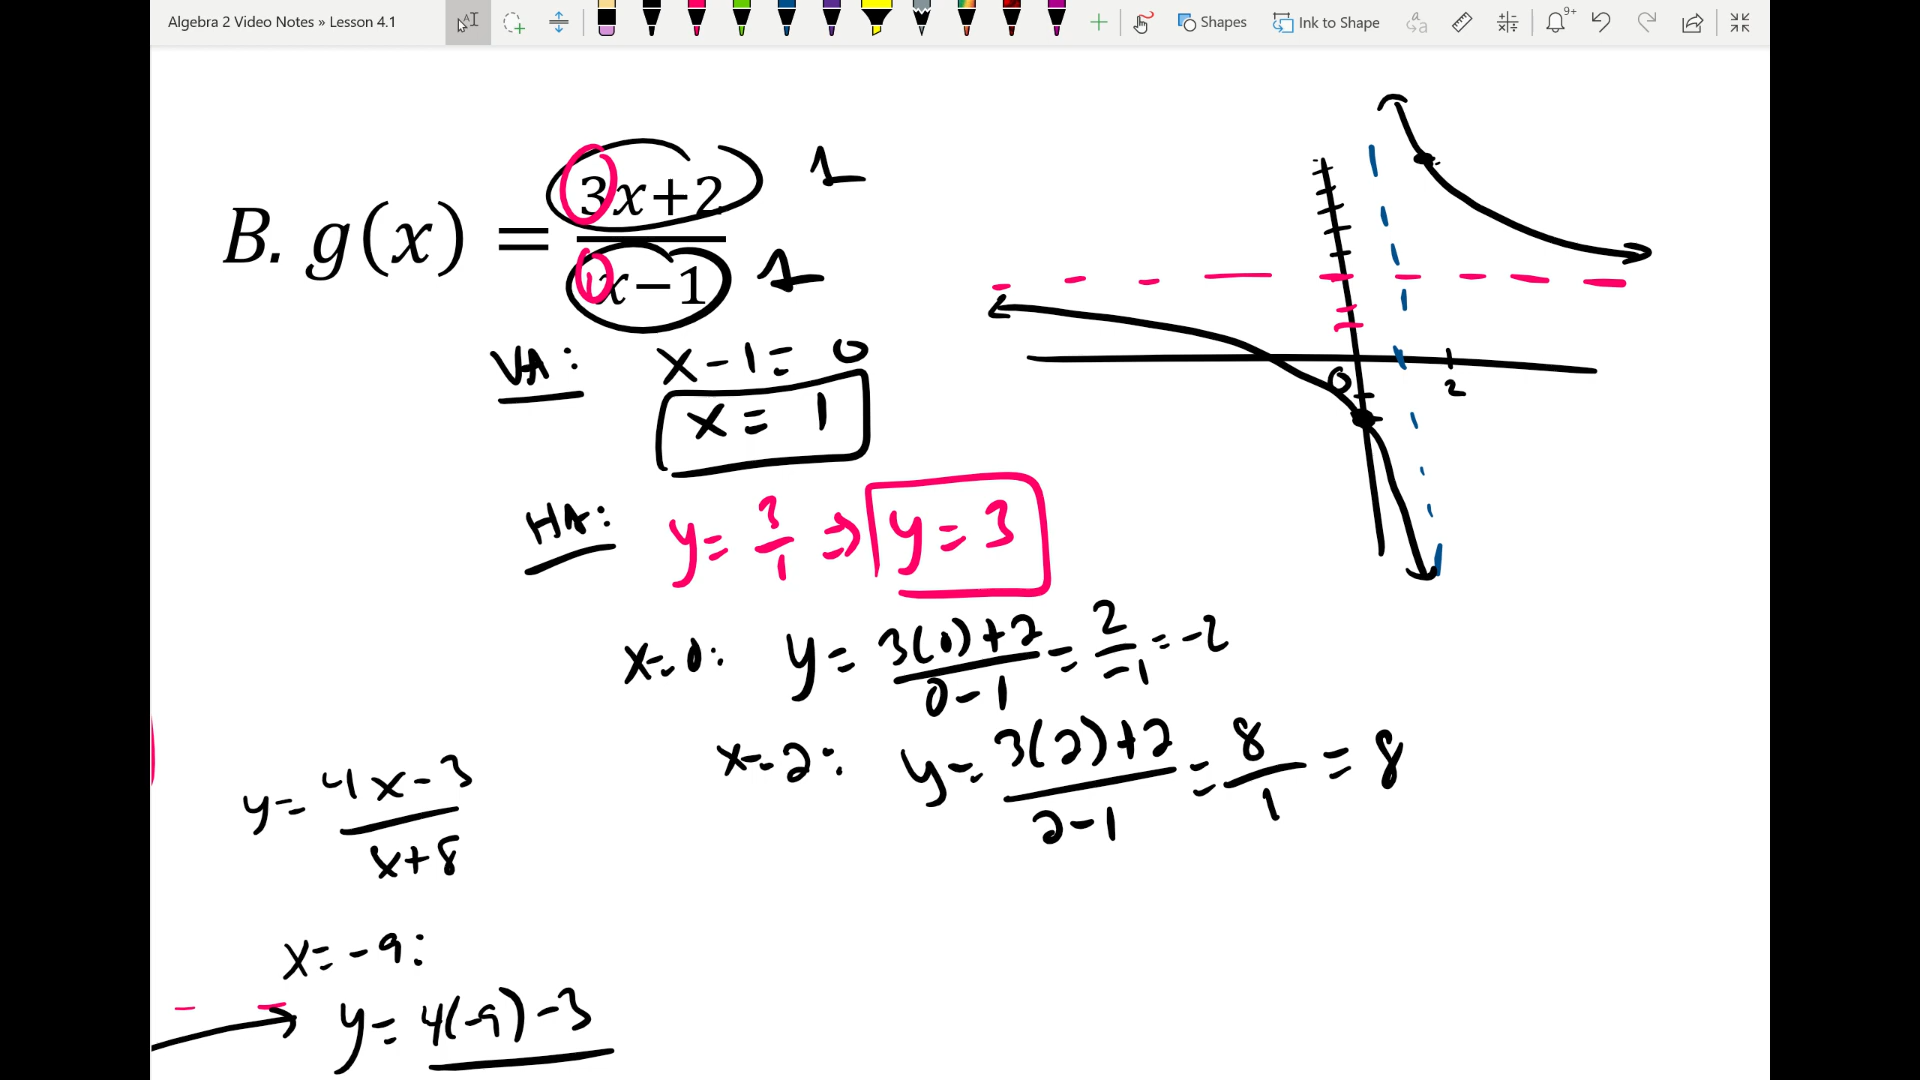 Algebra 2 Video Notes » Lesson 4.1
Shapes
Ink to Shape
9+
B. g(x) = (3x+2)/(1x−1)
1
1
VA: x-1=0
x=1
HA: y=3/1 ⇒ y=3
x=0: y=(3(0)+2)/(0-1)=2/-1=-2
x=2: y=(3(2)+2)/(2-1)=8/1=8
0
2
y=(4x-3)/(x+8)
x=-9:
y=4(-9)-3